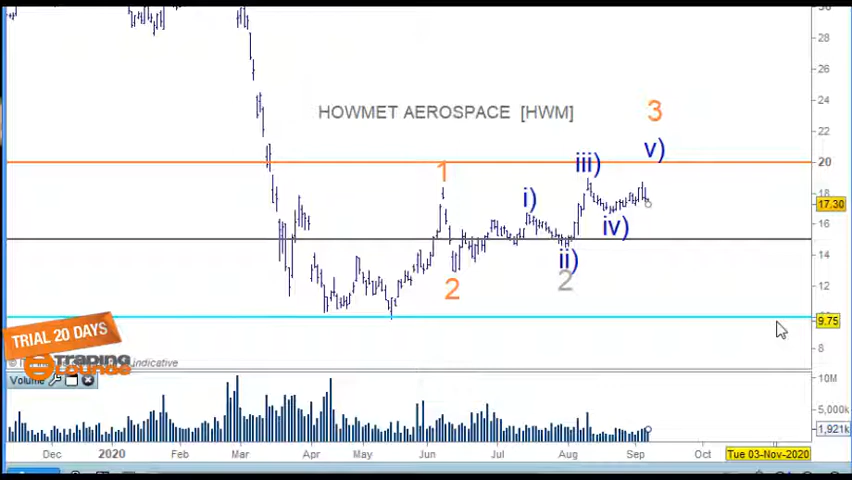 30
28
26
24
HOWMET AEROSPACE [HWM]
3
22
1
iii)
v)
20
i)
18
17.30
16
iv)
14
ii)
2
2
12
9.75
TRIAL 20 DAYS
TRADING
LOUNGE
indicative
8
Volume
10M
5,000k
1,921k
Dec
2020
Feb
Mar
Apr
May
Jun
Jul
Aug
Sep
Oct
Tue 03-Nov-2020